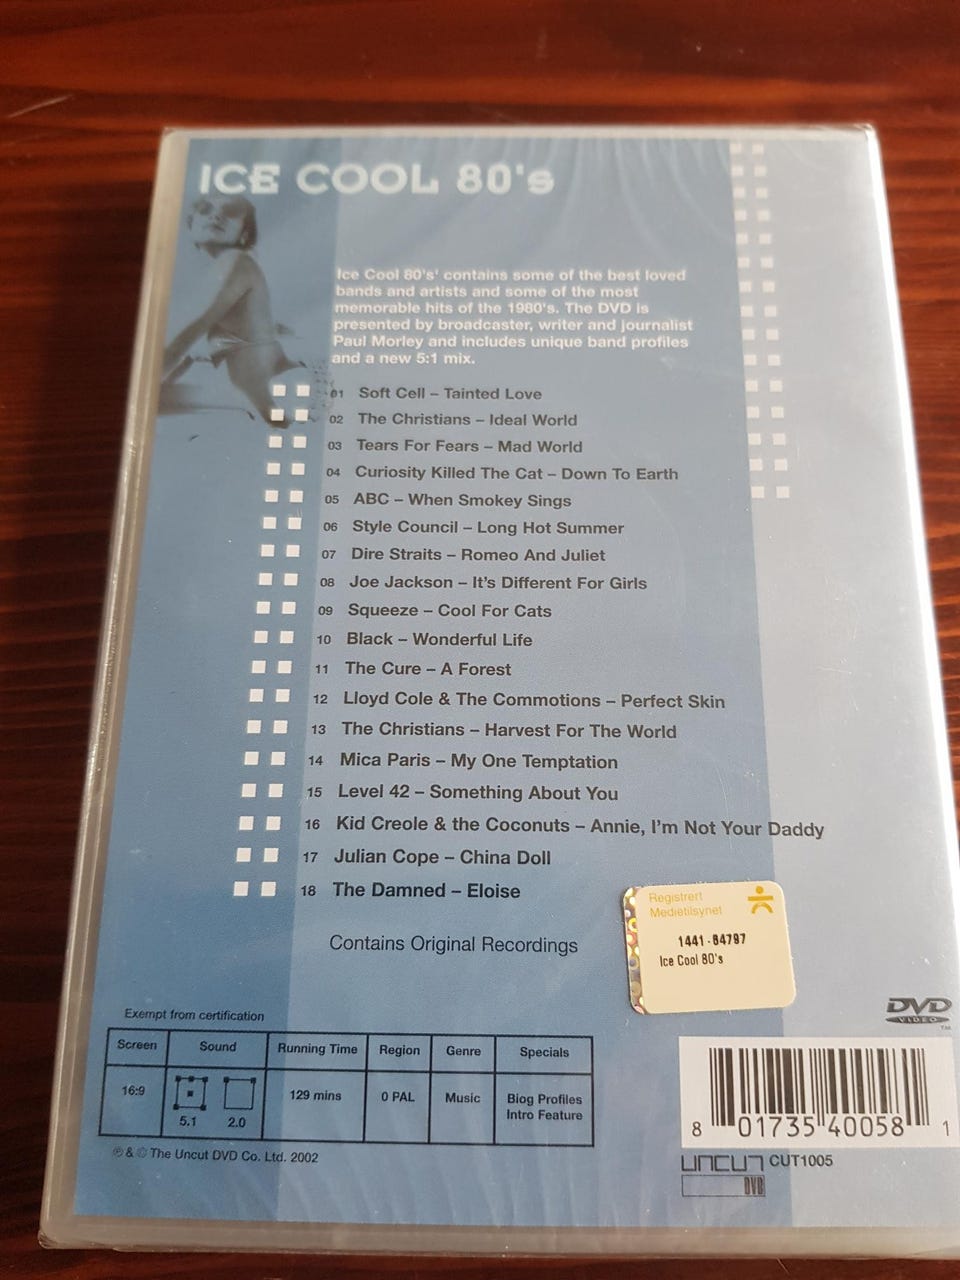 ICE COOL 80's
Ice Cool 80's' contains some of the best loved
bands and artists and some of the most
memorable hits of the 1980's. The DVD is
presented by broadcaster, writer and journalist
Paul Morley and includes unique band profiles
and a new 5:1 mix.
01 Soft Cell – Tainted Love
02 The Christians – Ideal World
03 Tears For Fears – Mad World
04 Curiosity Killed The Cat – Down To Earth
05 ABC – When Smokey Sings
06 Style Council – Long Hot Summer
07 Dire Straits – Romeo And Juliet
08 Joe Jackson – It's Different For Girls
09 Squeeze – Cool For Cats
10 Black – Wonderful Life
11 The Cure – A Forest
12 Lloyd Cole & The Commotions – Perfect Skin
13 The Christians – Harvest For The World
14 Mica Paris – My One Temptation
15 Level 42 – Something About You
16 Kid Creole & the Coconuts – Annie, I'm Not Your Daddy
17 Julian Cope – China Doll
18 The Damned – Eloise
Contains Original Recordings
Registrert
Medietilsynet
1441-84797
Ice Cool 80's
DVD
VIDEO
TM
Exempt from certification
Screen Sound Running Time Region Genre Specials
16:9 5.1 2.0 129 mins 0 PAL Music Biog Profiles
Intro Feature
8 01735 40058 1
℗ & © The Uncut DVD Co. Ltd. 2002
UNCUT CUT1005
DVD